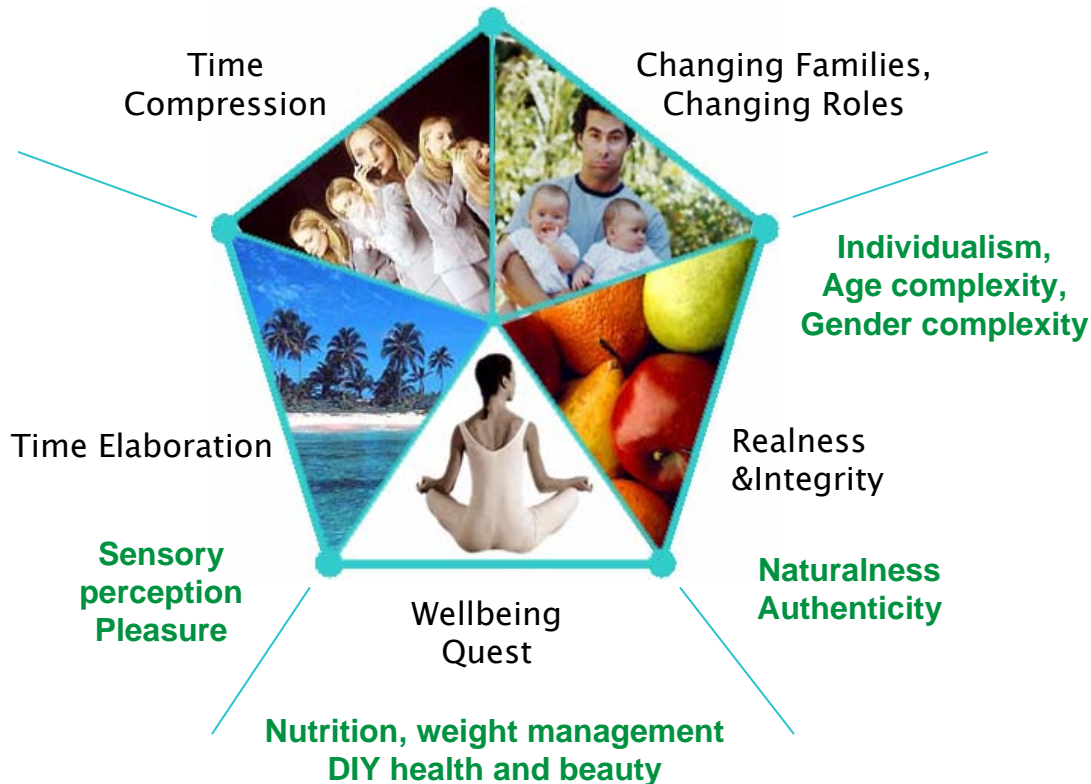 Time
Compression
Changing Families,
Changing Roles
Individualism,
Age complexity,
Gender complexity
Time Elaboration
Realness
&Integrity
Sensory
perception
Pleasure
Naturalness
Authenticity
Wellbeing
Quest
Nutrition, weight management
DIY health and beauty